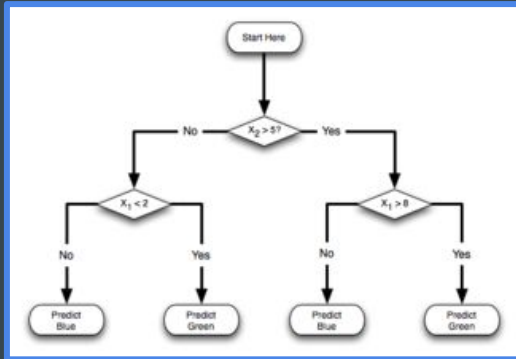 Start Here
X2 > 5?
No
Yes
X1 < 2
X1 > 8
No
Yes
No
Yes
Predict
Blue
Predict
Green
Predict
Blue
Predict
Green